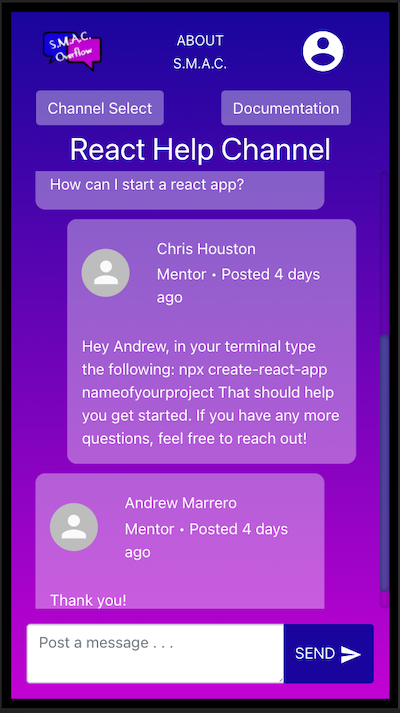 S.M.A.C.
Overflow
ABOUT
S.M.A.C.
Channel Select
Documentation
React Help Channel
How can I start a react app?
Chris Houston
Mentor • Posted 4 days
ago
Hey Andrew, in your terminal type
the following: npx create-react-app
nameofyourproject That should help
you get started. If you have any more
questions, feel free to reach out!
Andrew Marrero
Mentor • Posted 4 days
ago
Thank you!
Post a message . . .
SEND